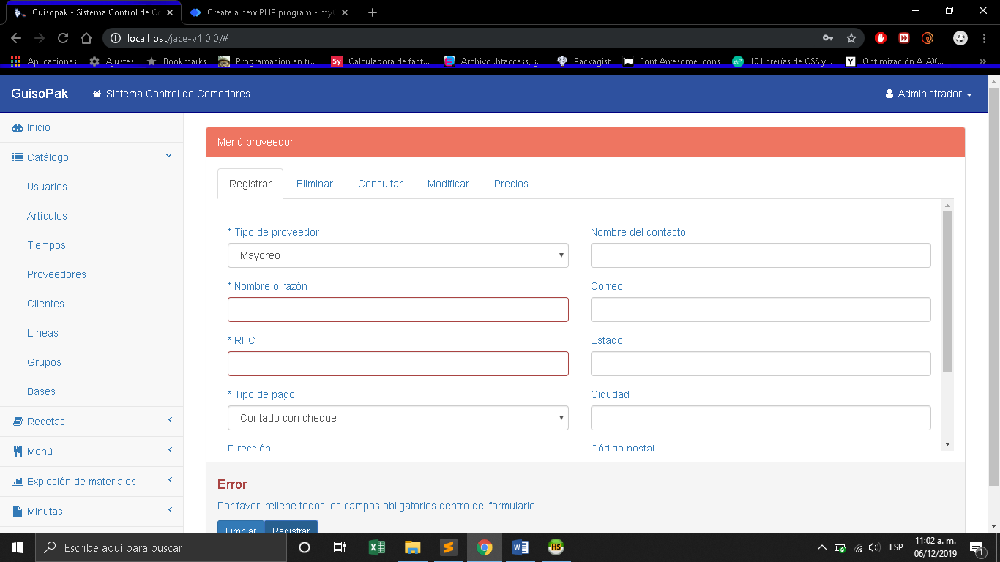 Guisopak - Sistema Control de Co
Create a new PHP program - my
localhost/jace-v1.0.0/#
Aplicaciones
Ajustes
Bookmarks
Programacion en tr...
Sy
Calculadora de fact...
Archivo .htaccess, ¿...
Packagist
Font Awesome Icons
10 librerías de CSS y...
Y
Optimización AJAX...
»
GuisoPak
Sistema Control de Comedores
Administrador
Inicio
Catálogo
Usuarios
Artículos
Tiempos
Proveedores
Clientes
Líneas
Grupos
Bases
Recetas
Menú
Explosión de materiales
Minutas
Menú proveedor
Registrar
Eliminar
Consultar
Modificar
Precios
* Tipo de proveedor
Mayoreo
Nombre del contacto
* Nombre o razón
Correo
* RFC
Estado
* Tipo de pago
Contado con cheque
Cidudad
Dirección
Código postal
Error
Por favor, rellene todos los campos obligatorios dentro del formulario
Limpiar
Registrar
Escribe aquí para buscar
HS
ESP
11:02 a. m.
06/12/2019
1